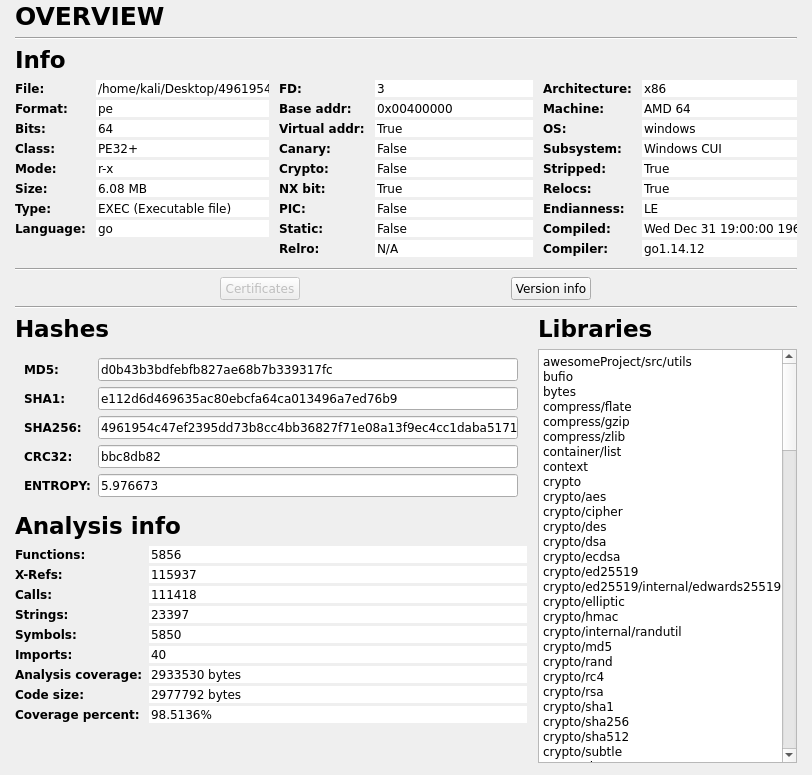 OVERVIEW
Info
File: /home/kali/Desktop/4961954 FD: 3 Architecture: x86
Format: pe Base addr: 0x00400000 Machine: AMD 64
Bits: 64 Virtual addr: True OS: windows
Class: PE32+ Canary: False Subsystem: Windows CUI
Mode: r-x Crypto: False Stripped: True
Size: 6.08 MB NX bit: True Relocs: True
Type: EXEC (Executable file) PIC: False Endianness: LE
Language: go Static: False Compiled: Wed Dec 31 19:00:00 196
Relro: N/A Compiler: go1.14.12
Certificates Version info
Hashes
MD5: d0b43b3bdfebfb827ae68b7b339317fc
SHA1: e112d6d469635ac80ebcfa64ca013496a7ed76b9
SHA256: 4961954c47ef2395dd73b8cc4bb36827f71e08a13f9ec4cc1daba5171
CRC32: bbc8db82
ENTROPY: 5.976673
Analysis info
Functions: 5856
X-Refs: 115937
Calls: 111418
Strings: 23397
Symbols: 5850
Imports: 40
Analysis coverage: 2933530 bytes
Code size: 2977792 bytes
Coverage percent: 98.5136%
Libraries
awesomeProject/src/utils
bufio
bytes
compress/flate
compress/gzip
compress/zlib
container/list
context
crypto
crypto/aes
crypto/cipher
crypto/des
crypto/dsa
crypto/ecdsa
crypto/ed25519
crypto/ed25519/internal/edwards25519
crypto/elliptic
crypto/hmac
crypto/internal/randutil
crypto/md5
crypto/rand
crypto/rc4
crypto/rsa
crypto/sha1
crypto/sha256
crypto/sha512
crypto/subtle